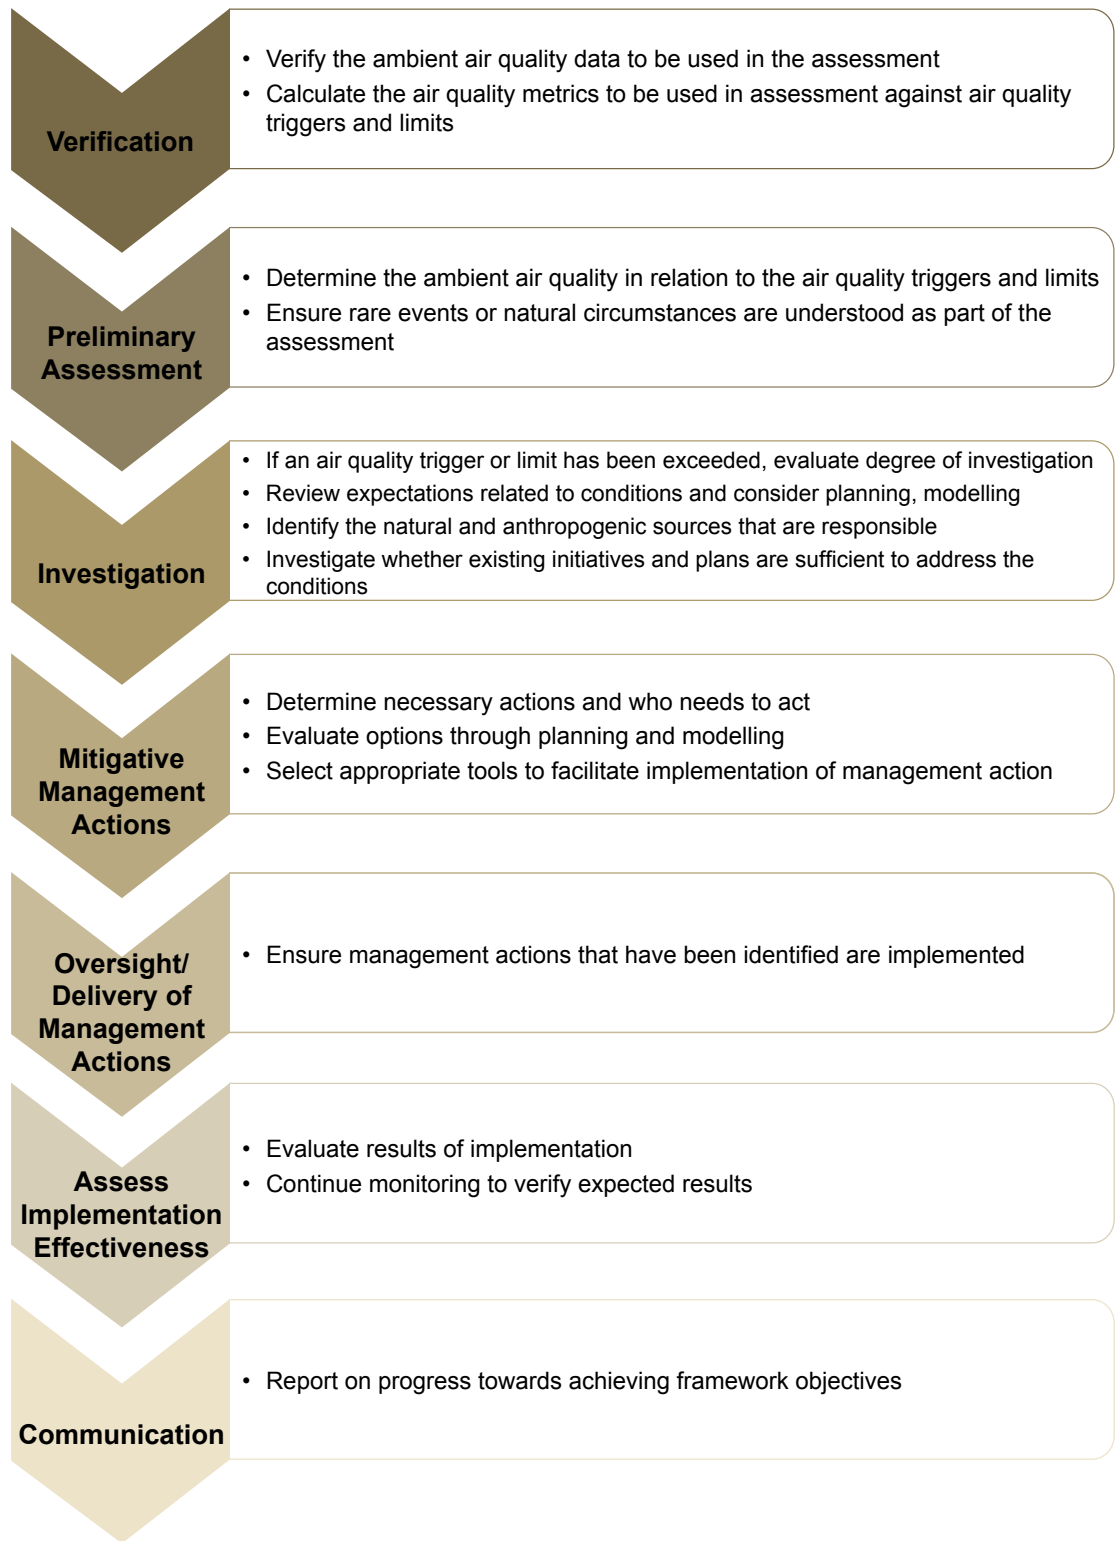 Verification
• Verify the ambient air quality data to be used in the assessment
• Calculate the air quality metrics to be used in assessment against air quality
triggers and limits
Preliminary
Assessment
• Determine the ambient air quality in relation to the air quality triggers and limits
• Ensure rare events or natural circumstances are understood as part of the
assessment
Investigation
• If an air quality trigger or limit has been exceeded, evaluate degree of investigation
• Review expectations related to conditions and consider planning, modelling
• Identify the natural and anthropogenic sources that are responsible
• Investigate whether existing initiatives and plans are sufficient to address the
conditions
Mitigative
Management
Actions
• Determine necessary actions and who needs to act
• Evaluate options through planning and modelling
• Select appropriate tools to facilitate implementation of management action
Oversight/
Delivery of
Management
Actions
• Ensure management actions that have been identified are implemented
Assess
Implementation
Effectiveness
• Evaluate results of implementation
• Continue monitoring to verify expected results
Communication
• Report on progress towards achieving framework objectives